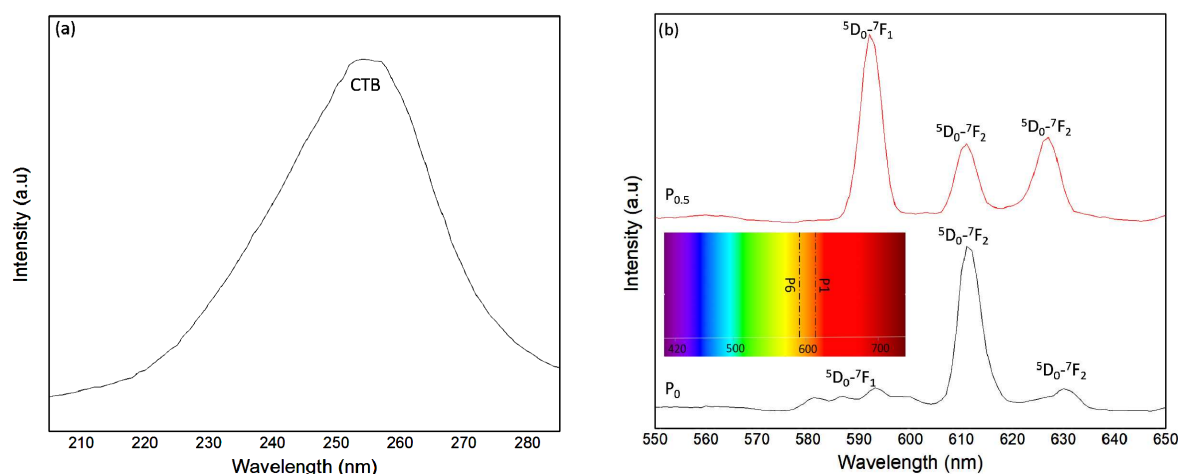 (a)
CTB
Intensity (a.u)
210 220 230 240 250 260 270 280
Wavelength (nm)
(b)
⁵D₀-⁷F₁
⁵D₀-⁷F₂
⁵D₀-⁷F₂
P₀.₅
⁵D₀-⁷F₂
P6
P1
420 500 600 700
⁵D₀-⁷F₁
⁵D₀-⁷F₂
P₀
Intensity (a.u)
550 560 570 580 590 600 610 620 630 640 650
Wavelength (nm)